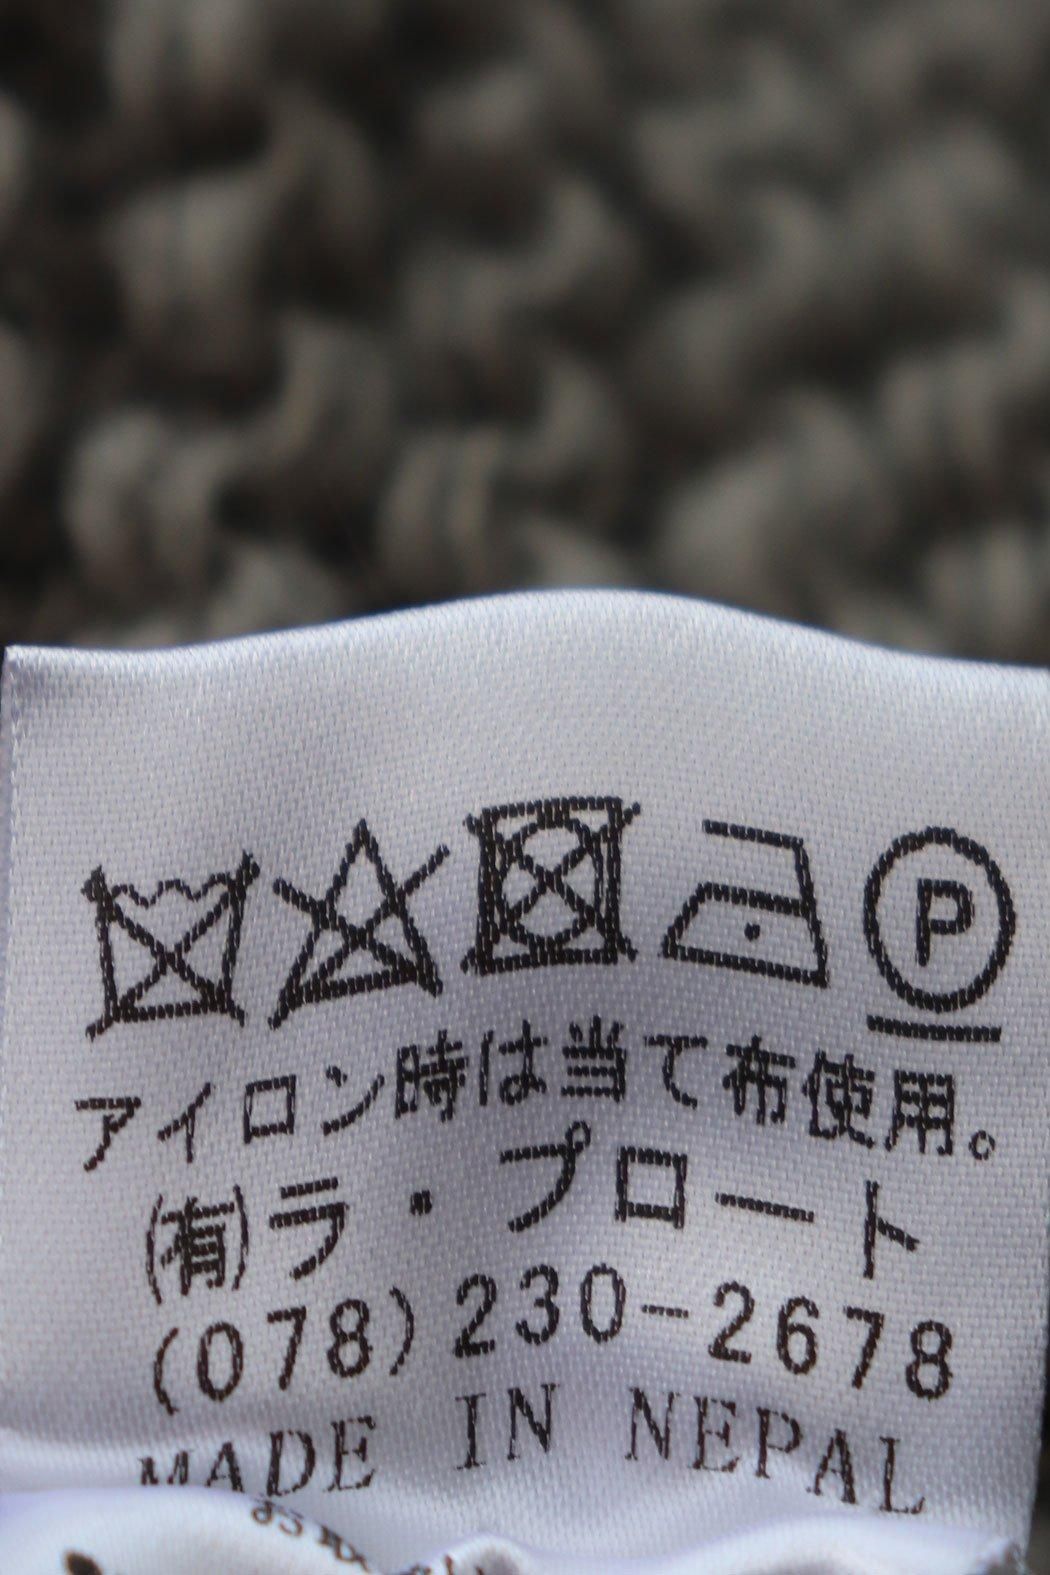 P
アイロン時は当て布使用。
(有)ラ・プロート
(078)230-2678
MADE IN NEPAL